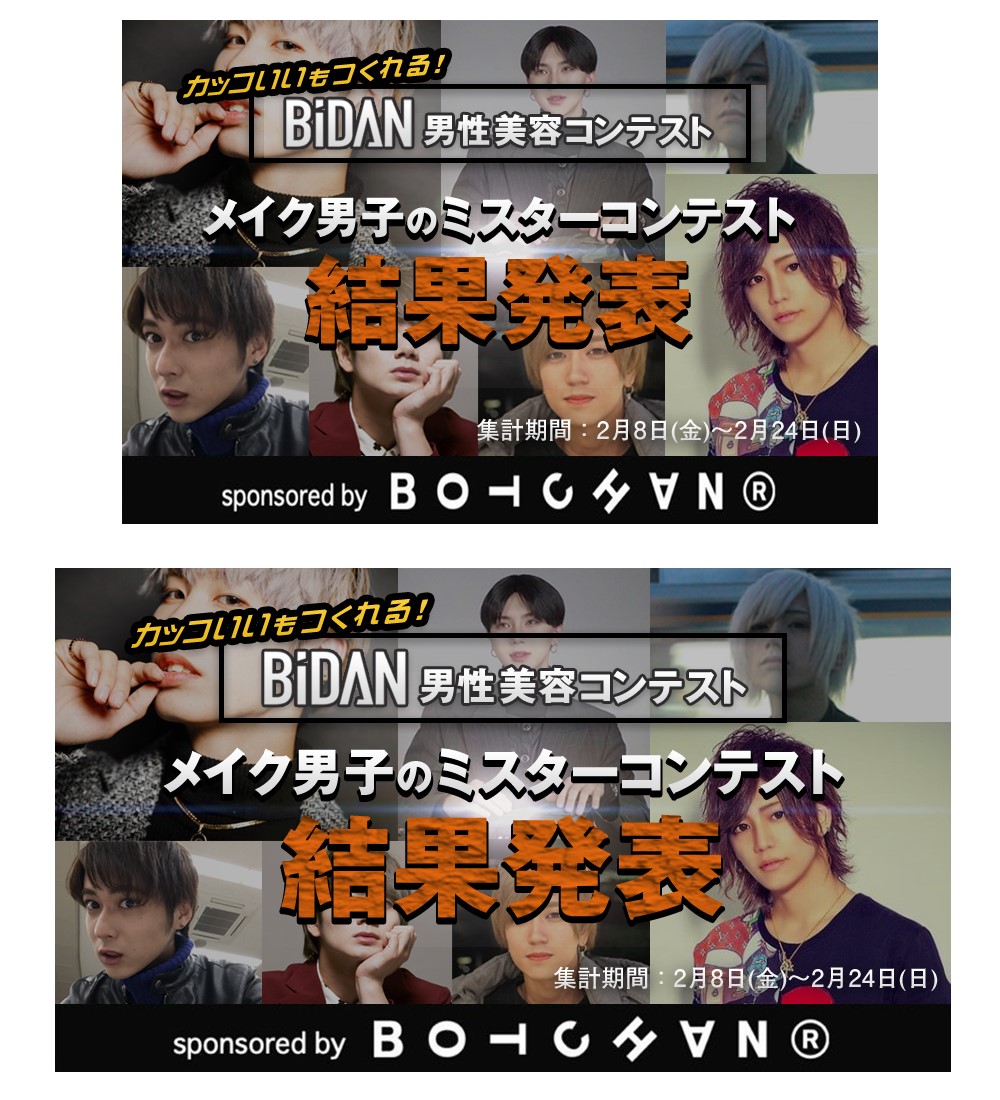 カッコいいもつくれる!
BiDAN 男性美容コンテスト
メイク男子のミスターコンテスト
結果発表
集計期間：2月8日(金)〜2月24日(日)
sponsored by BOTCHAN®
カッコいいもつくれる!
BiDAN 男性美容コンテスト
メイク男子のミスターコンテスト
結果発表
集計期間：2月8日(金)〜2月24日(日)
sponsored by BOTCHAN®